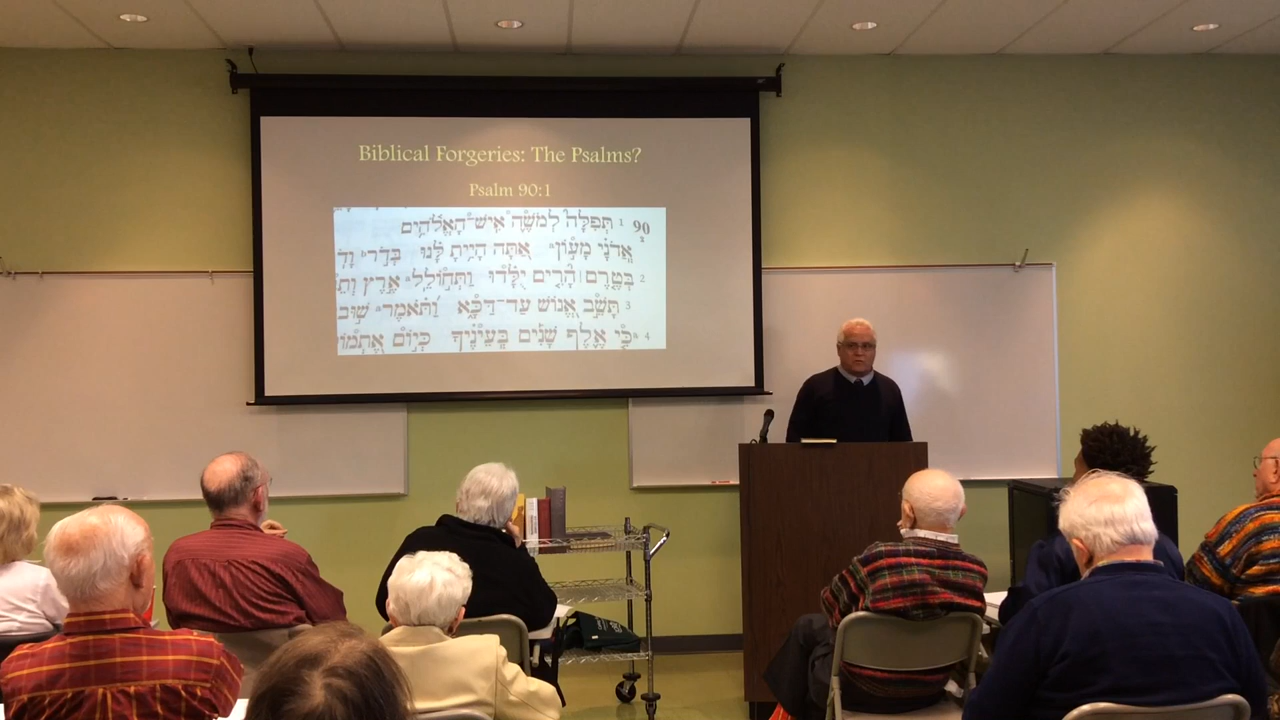 Biblical Forgeries: The Psalms?
Psalm 90:1
90 1 תְּפִלָּה לְמֹשֶׁה אִישׁ־הָאֱלֹהִים
אֲדֹנָי מָעוֹן אַתָּה הָיִיתָ לָּנוּ בְּדֹר
2 בְּטֶרֶם הָרִים יֻלָּדוּ וַתְּחוֹלֵל אֶרֶץ
3 תָּשֵׁב אֱנוֹשׁ עַד־דַּכָּא וַתֹּאמֶר שׁוּב
4 כִּי אֶלֶף שָׁנִים בְּעֵינֶיךָ כְּיוֹם